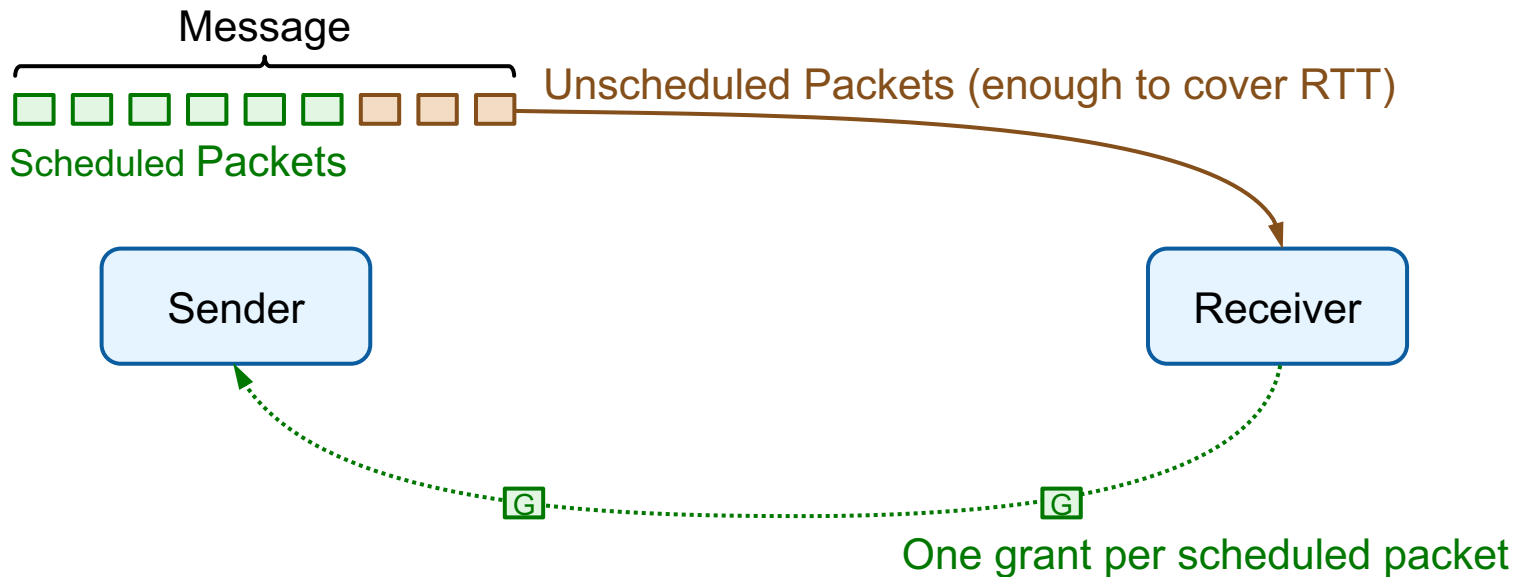 Message
Unscheduled Packets (enough to cover RTT)
Scheduled Packets
Sender
Receiver
G
G
One grant per scheduled packet